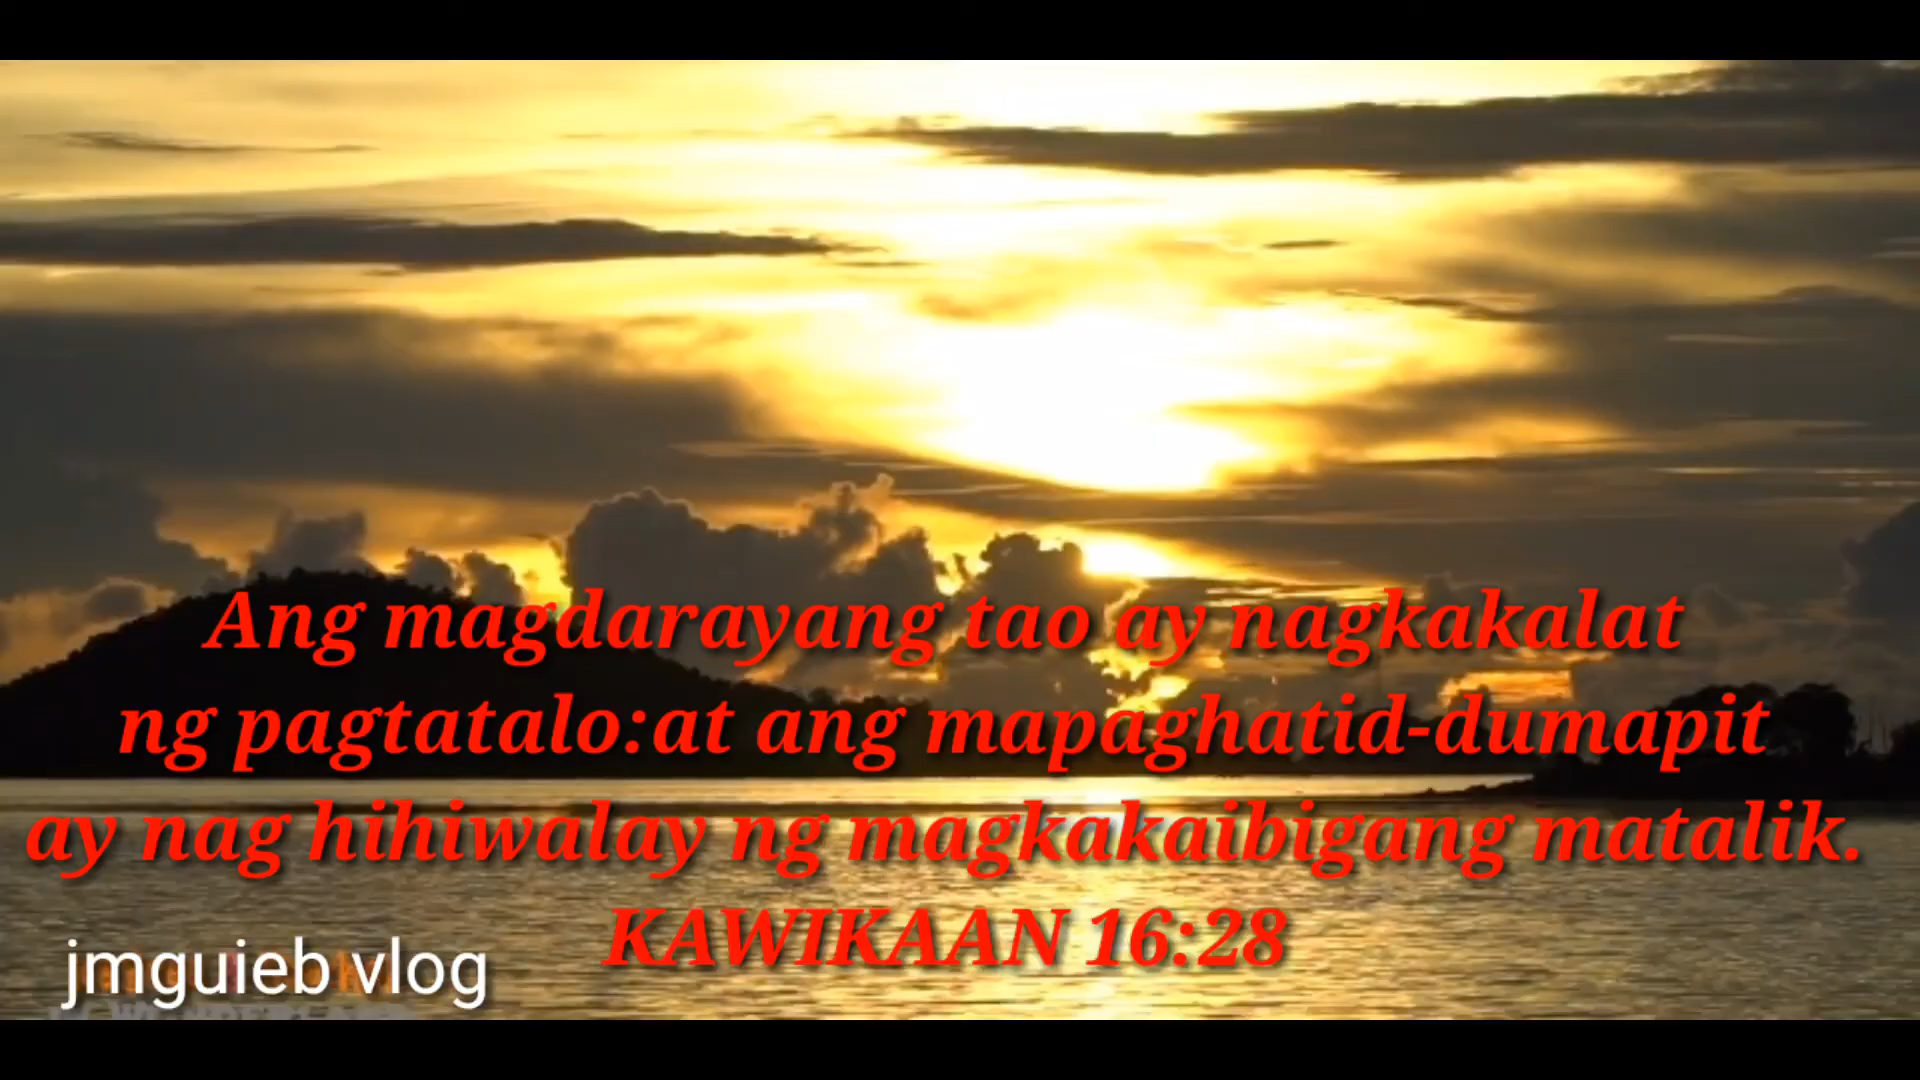 Ang magdarayang tao ay nagkakalat
ng pagtatalo:at ang mapaghatid-dumapit
ay nag hihiwalay ng magkakaibigang matalik.
KAWIKAAN 16:28
jmguieb vlog